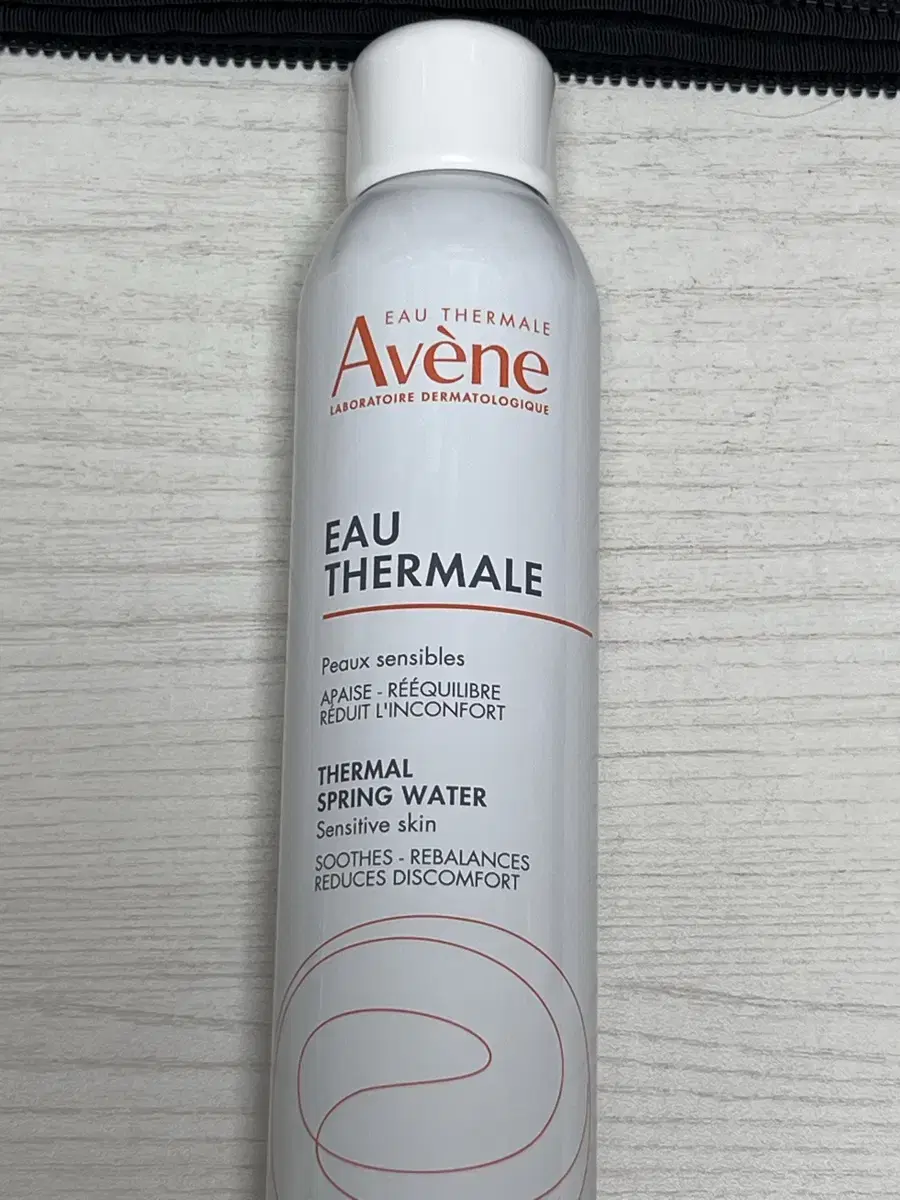 EAU THERMALE
Avène
LABORATOIRE DERMATOLOGIQUE
EAU
THERMALE
Peaux sensibles
APAISE - RÉÉQUILIBRE
RÉDUIT L'INCONFORT
THERMAL
SPRING WATER
Sensitive skin
SOOTHES - REBALANCES
REDUCES DISCOMFORT